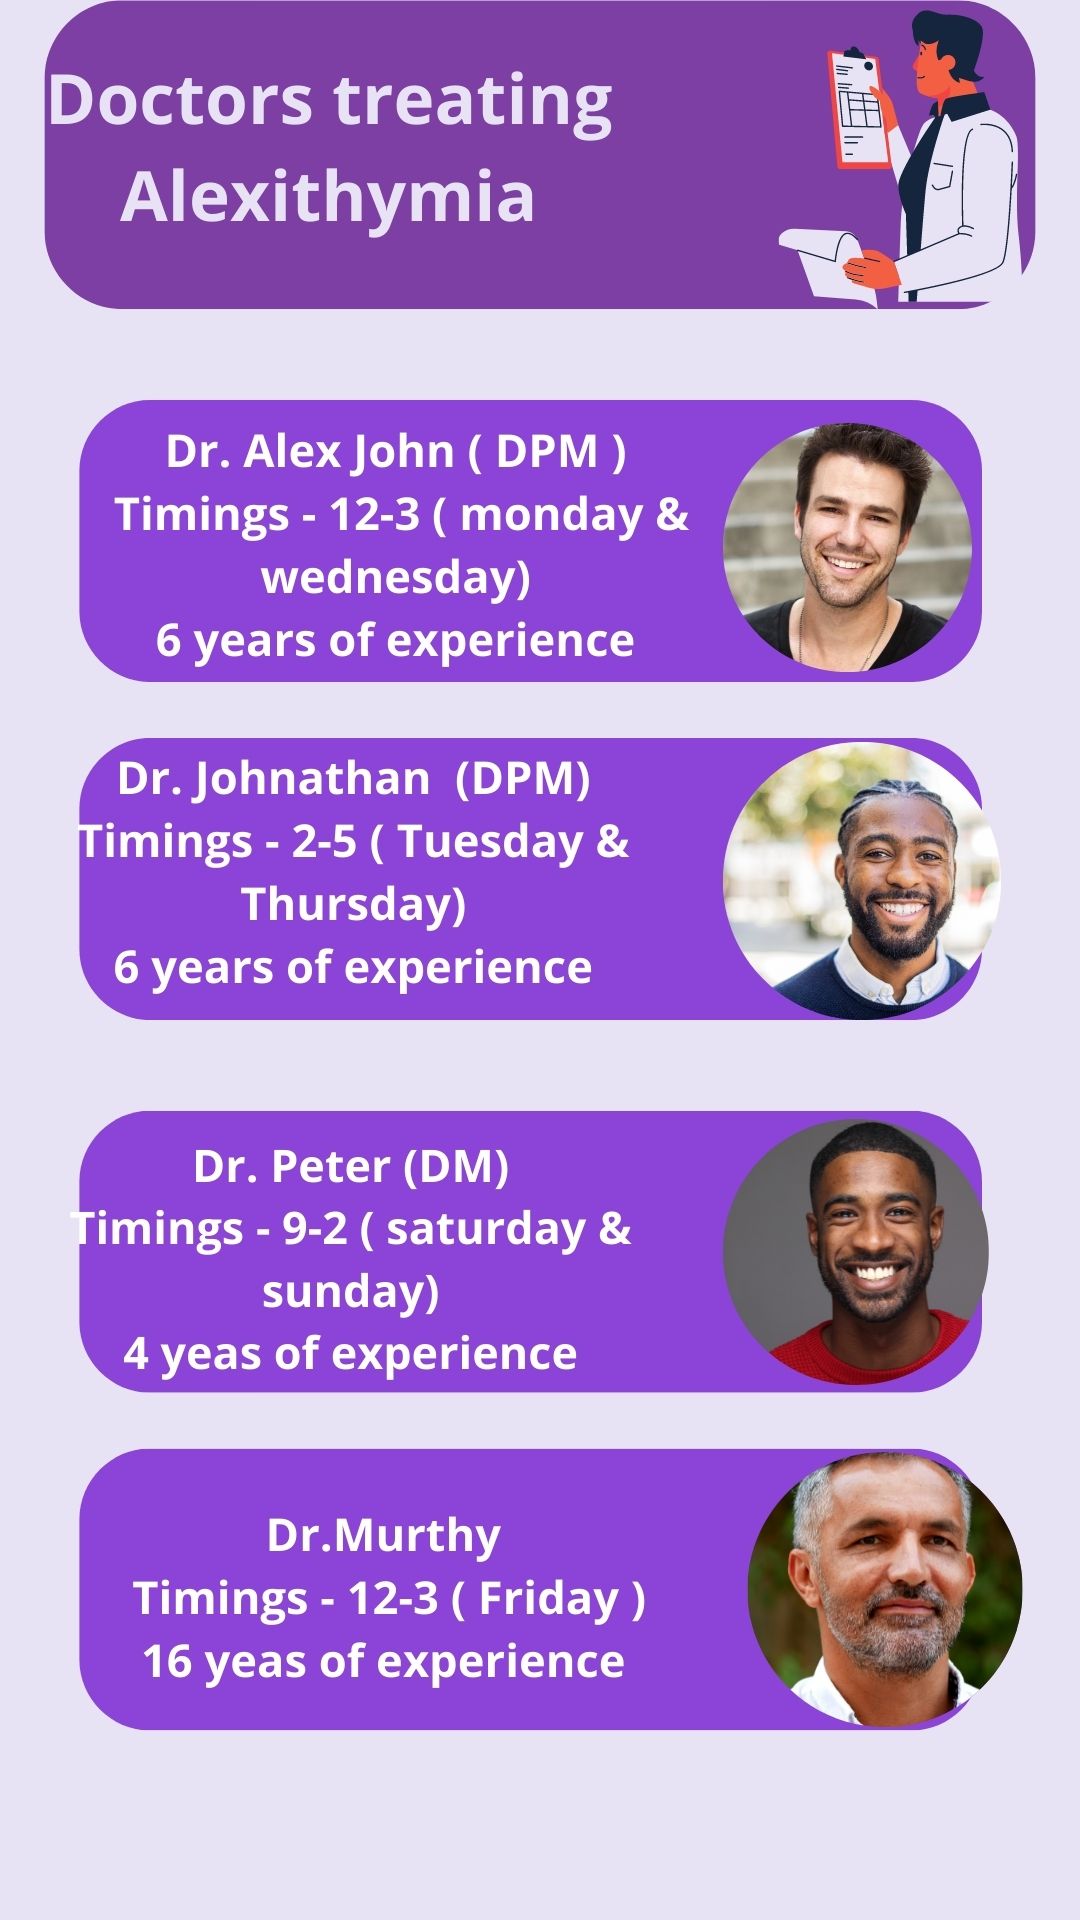 Doctors treating
Alexithymia
Dr. Alex John ( DPM )
Timings - 12-3 ( monday &
wednesday)
6 years of experience
Dr. Johnathan  (DPM)
Timings - 2-5 ( Tuesday &
Thursday)
6 years of experience
Dr. Peter (DM)
Timings - 9-2 ( saturday &
sunday)
4 yeas of experience
Dr.Murthy
Timings - 12-3 ( Friday )
16 yeas of experience